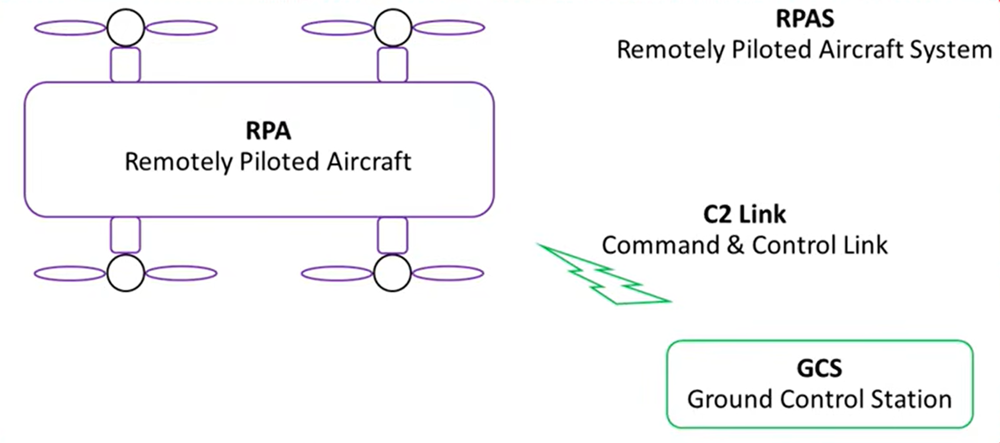 RPAS
Remotely Piloted Aircraft System
RPA
Remotely Piloted Aircraft
C2 Link
Command & Control Link
GCS
Ground Control Station